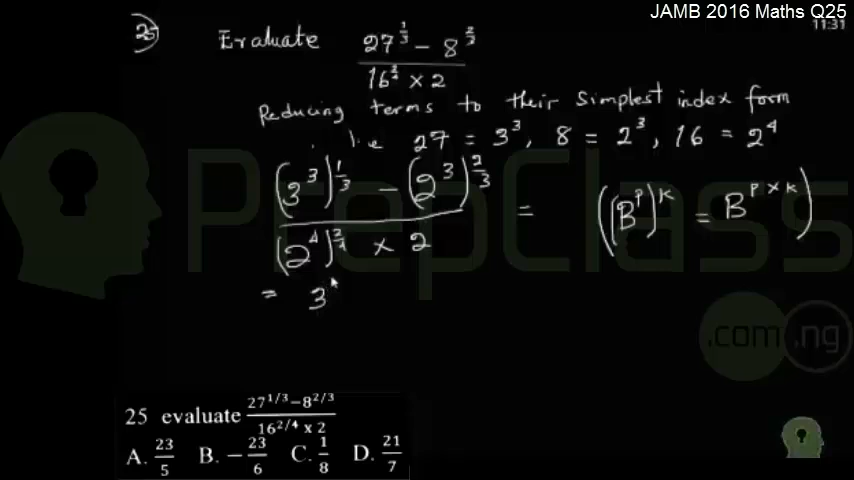 JAMB 2016 Maths Q25
11:31
25 Evaluate (27^(1/3) – 8^(2/3)) / (16^(2/4) × 2)
Reducing terms to their simplest index form
i.e 27 = 3^3, 8 = 2^3, 16 = 2^4
((3^3)^(1/3) – (2^3)^(2/3)) / ((2^4)^(2/4) × 2) = ((B^P)^K = B^(P×K))
= 3
PrepClass
.com.ng
25 evaluate (27^(1/3)–8^(2/3)) / (16^(2/4) x 2)
A. 23/5 B. –23/6 C. 1/8 D. 21/7